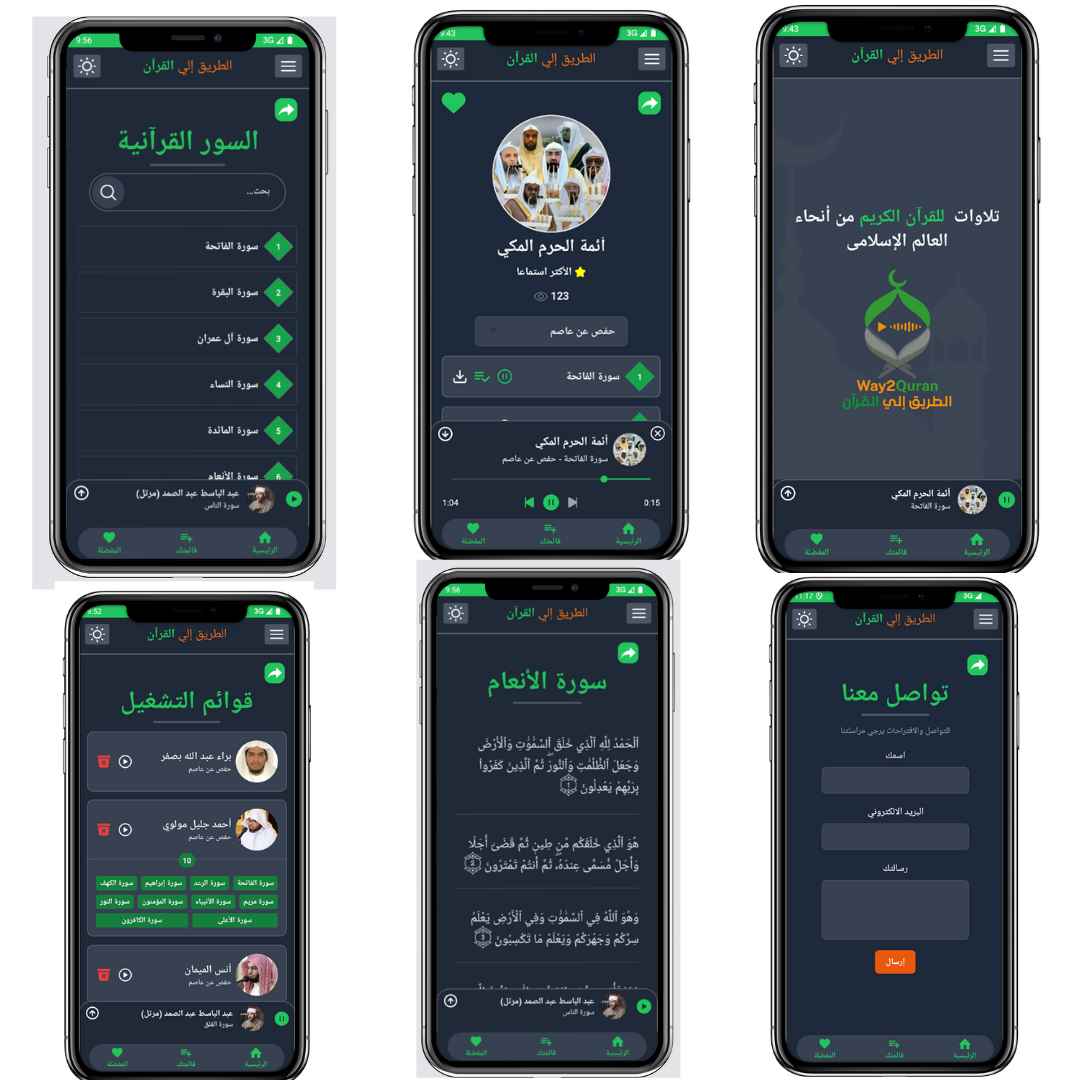 9:56
3G
الطريق إلي القرآن
السور القرآنية
بحث...
1 سورة الفاتحة
2 سورة البقرة
3 سورة آل عمران
4 سورة النساء
5 سورة المائدة
6 سورة الأنعام
عبد الباسط عبد الصمد (مرتل)
سورة الناس
الرئيسية
قائمتك
المفضلة
9:43
3G
الطريق إلي القرآن
أئمة الحرم المكي
الأكثر استماعا
123
حفص عن عاصم
1 سورة الفاتحة
أئمة الحرم المكي
سورة الفاتحة - حفص عن عاصم
1:04
0:15
الرئيسية
قائمتك
المفضلة
9:43
3G
الطريق إلي القرآن
تلاوات للقرآن الكريم من أنحاء
العالم الإسلامى
Way2Quran
الطريق إلي القرآن
أئمة الحرم المكي
سورة الفاتحة
الرئيسية
قائمتك
المفضلة
9:52
3G
الطريق إلي القرآن
قوائم التشغيل
براء عبد الله بصفر
حفص عن عاصم
أحمد جليل مولوي
حفص عن عاصم
10
سورة الفاتحة سورة الرعد سورة إبراهيم سورة الكهف
سورة مريم سورة الأنبياء سورة المؤمنون سورة النور
سورة الأعلى سورة الكافرون
أنس الميمان
حفص عن عاصم
عبد الباسط عبد الصمد (مرتل)
سورة الفلق
الرئيسية
قائمتك
المفضلة
9:56
3G
الطريق إلي القرآن
سورة الأنعام
ٱلْحَمْدُ لِلَّهِ ٱلَّذِي خَلَقَ ٱلسَّمَٰوَٰتِ وَٱلْأَرْضَ
وَجَعَلَ ٱلظُّلُمَٰتِ وَٱلنُّورَۖ ثُمَّ ٱلَّذِينَ كَفَرُواْ
بِرَبِّهِمْ يَعْدِلُونَ ١
هُوَ ٱلَّذِي خَلَقَكُم مِّن طِينٖ ثُمَّ قَضَىٰٓ أَجَلٗاۖ
وَأَجَلٞ مُّسَمًّى عِندَهُۥۖ ثُمَّ أَنتُمْ تَمْتَرُونَ ٢
وَهُوَ ٱللَّهُ فِي ٱلسَّمَٰوَٰتِ وَفِي ٱلْأَرْضِ يَعْلَمُ
سِرَّكُمْ وَجَهْرَكُمْ وَيَعْلَمُ مَا تَكْسِبُونَ ٣
عبد الباسط عبد الصمد (مرتل)
سورة الناس
الرئيسية
قائمتك
المفضلة
11:17
3G
الطريق إلي القرآن
تواصل معنا
للتواصل والاقتراحات يرجي مراسلتنا
اسمك
البريد الالكتروني
رسالتك
إرسال
الرئيسية
قائمتك
المفضلة